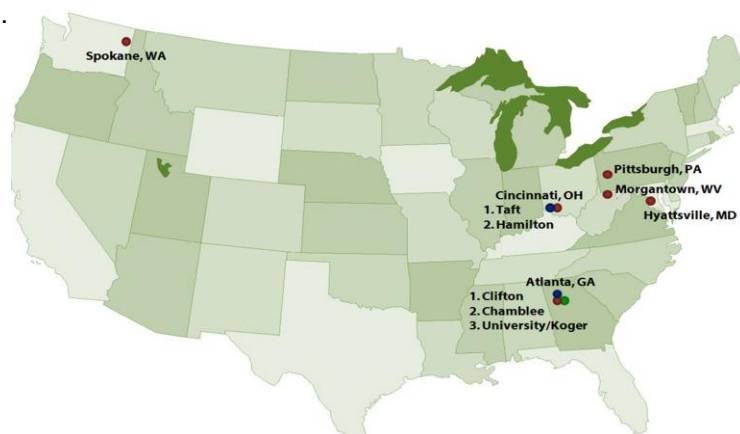 .
Spokane, WA
Pittsburgh, PA
Cincinnati, OH
Morgantown, WV
1. Taft
Hyattsville, MD
2. Hamilton
Atlanta, GA
1. Clifton
2. Chamblee
3. University/Koger